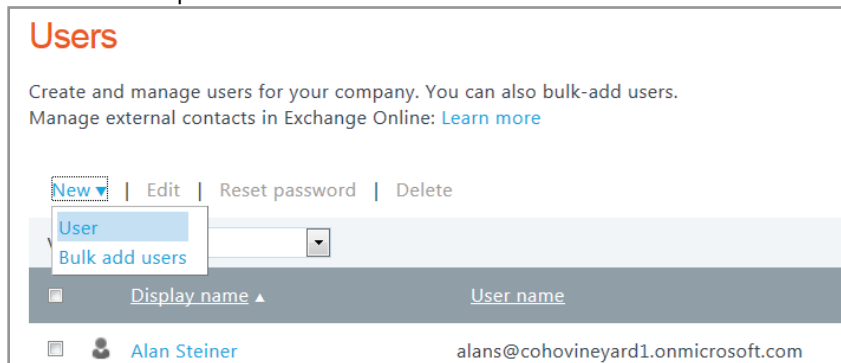 Users
Create and manage users for your company. You can also bulk-add users.
Manage external contacts in Exchange Online: Learn more
New ▼ | Edit | Reset password | Delete
User
Bulk add users
Display name ▲ User name
Alan Steiner alans@cohovineyard1.onmicrosoft.com